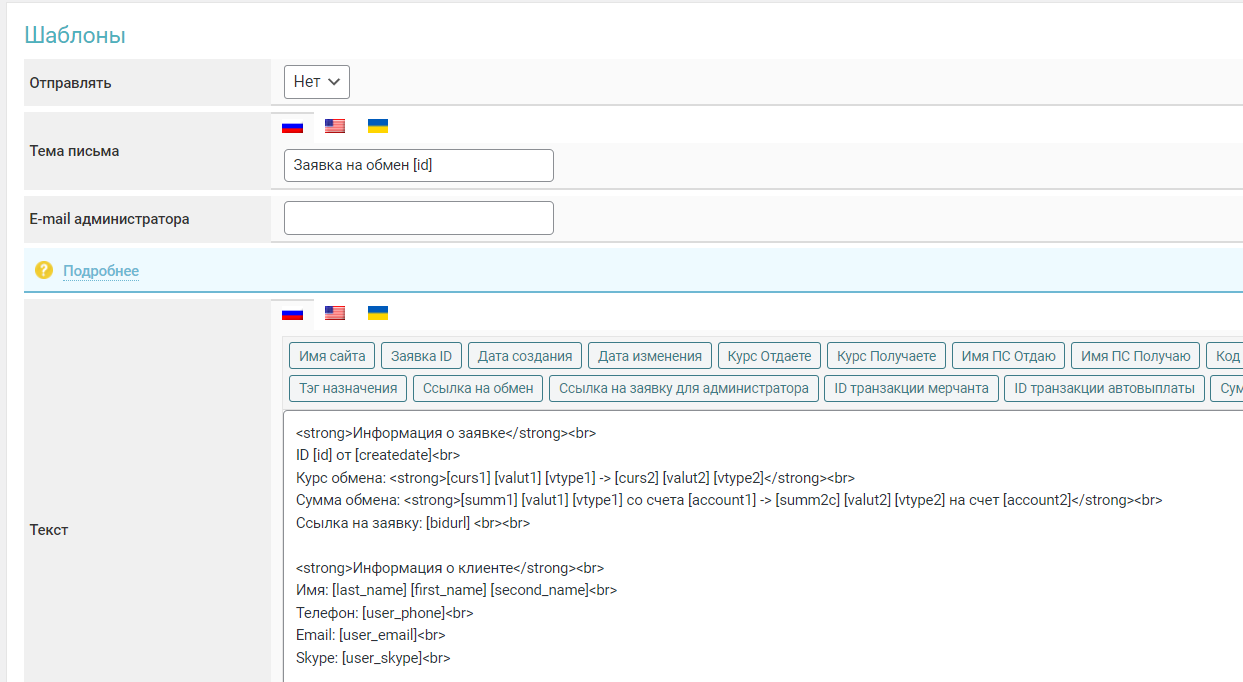 Шаблоны
Отправлять
Нет
Тема письма
Заявка на обмен [id]
E-mail администратора
? Подробнее
Имя сайта Заявка ID Дата создания Дата изменения Курс Отдаете Курс Получаете Имя ПС Отдаю Имя ПС Получаю Код
Тэг назначения Ссылка на обмен Ссылка на заявку для администратора ID транзакции мерчанта ID транзакции автовыплаты
Текст
<strong>Информация о заявке</strong><br>
ID [id] от [createdate]<br>
Курс обмена: <strong>[curs1] [valut1] [vtype1] -> [curs2] [valut2] [vtype2]</strong><br>
Сумма обмена: <strong>[summ1] [valut1] [vtype1] со счета [account1] -> [summ2c] [valut2] [vtype2] на счет [account2]</strong><br>
Ссылка на заявку: [bidurl] <br><br>
<strong>Информация о клиенте</strong><br>
Имя: [last_name] [first_name] [second_name]<br>
Телефон: [user_phone]<br>
Email: [user_email]<br>
Skype: [user_skype]<br>